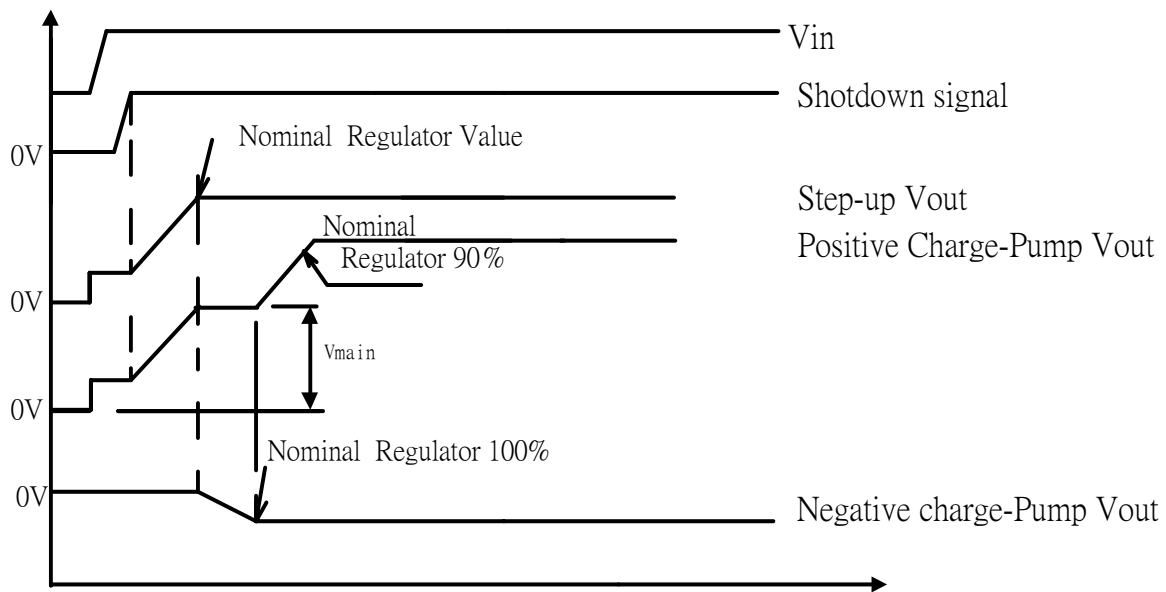 Vin
Shotdown signal
0V
Nominal Regulator Value
Step-up Vout
Nominal
Positive Charge-Pump Vout
Regulator 90%
0V
Vmain
0V
Nominal Regulator 100%
0V
Negative charge-Pump Vout